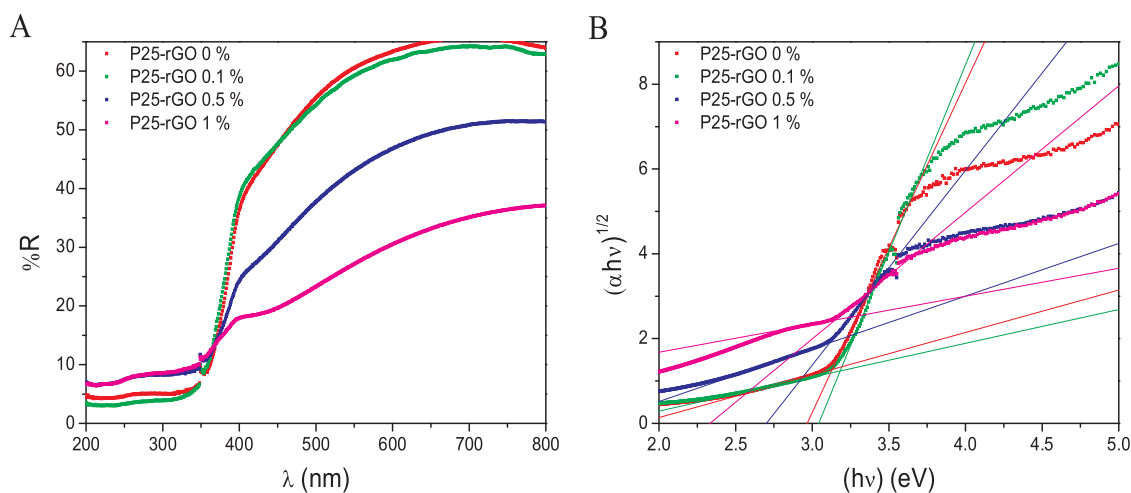 A
P25-rGO 0 %
P25-rGO 0.1 %
P25-rGO 0.5 %
P25-rGO 1 %
60
50
40
30
20
10
0
%R
200 300 400 500 600 700 800
λ (nm)
B
P25-rGO 0 %
P25-rGO 0.1 %
P25-rGO 0.5 %
P25-rGO 1 %
8
6
4
2
0
(αhν)^1/2
2.0 2.5 3.0 3.5 4.0 4.5 5.0
(hν) (eV)